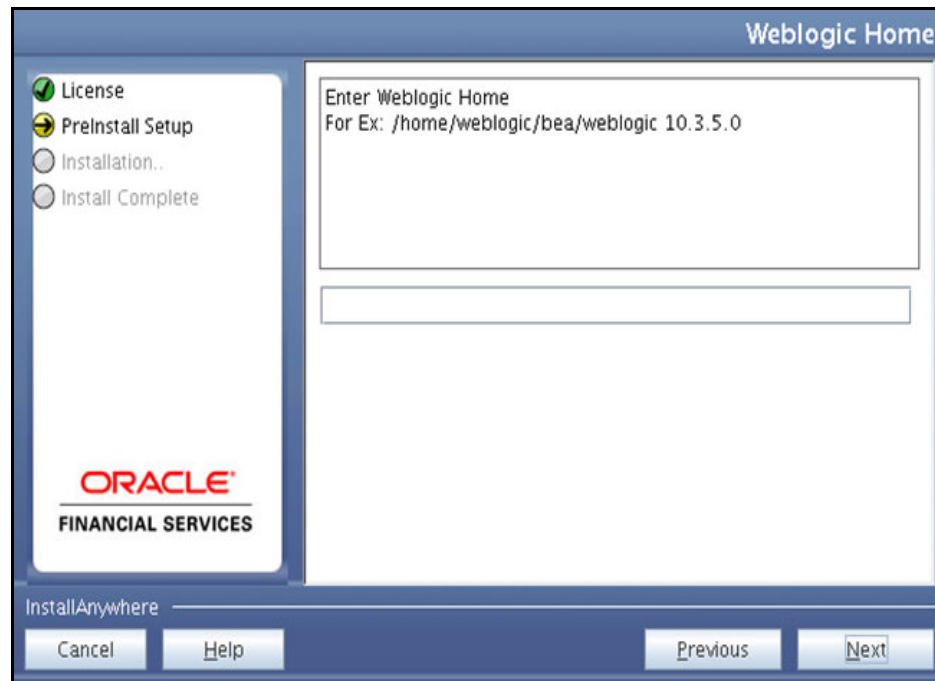 Weblogic Home
License
PreInstall Setup
Installation..
Install Complete
Enter Weblogic Home
For Ex: /home/weblogic/bea/weblogic 10.3.5.0
ORACLE®
FINANCIAL SERVICES
InstallAnywhere
Cancel Help Previous Next